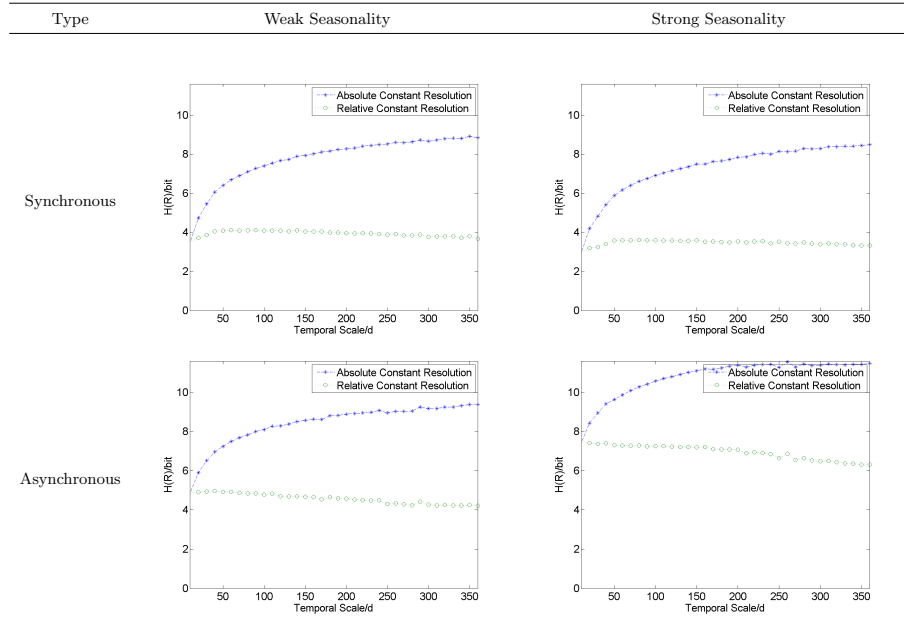 Type Weak Seasonality Strong Seasonality
Synchronous
Absolute Constant Resolution
Relative Constant Resolution
H(R)/bit
10
8
6
4
2
0
50 100 150 200 250 300 350
Temporal Scale/d
Absolute Constant Resolution
Relative Constant Resolution
H(R)/bit
10
8
6
4
2
0
50 100 150 200 250 300 350
Temporal Scale/d
Asynchronous
Absolute Constant Resolution
Relative Constant Resolution
H(R)/bit
10
8
6
4
2
0
50 100 150 200 250 300 350
Temporal Scale/d
Absolute Constant Resolution
Relative Constant Resolution
H(R)/bit
10
8
6
4
2
0
50 100 150 200 250 300 350
Temporal Scale/d